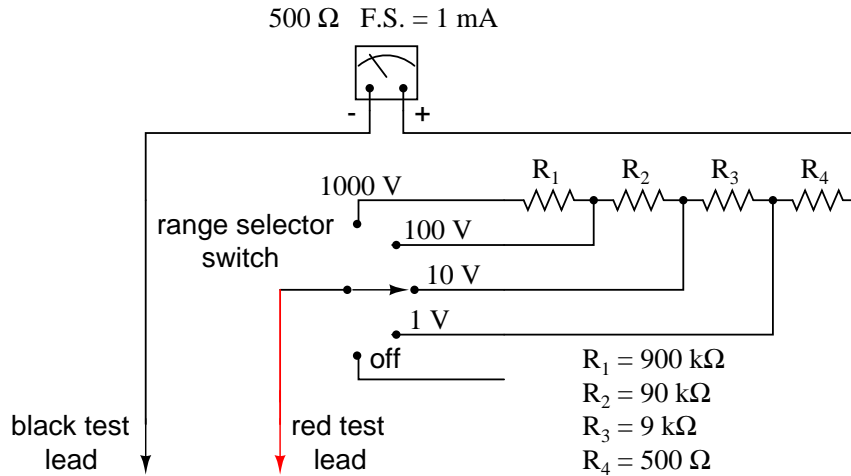 500 Ω F.S. = 1 mA
- +
R₁ R₂ R₃ R₄
1000 V
range selector
switch
100 V
10 V
1 V
off
R₁ = 900 kΩ
R₂ = 90 kΩ
R₃ = 9 kΩ
R₄ = 500 Ω
black test
lead
red test
lead